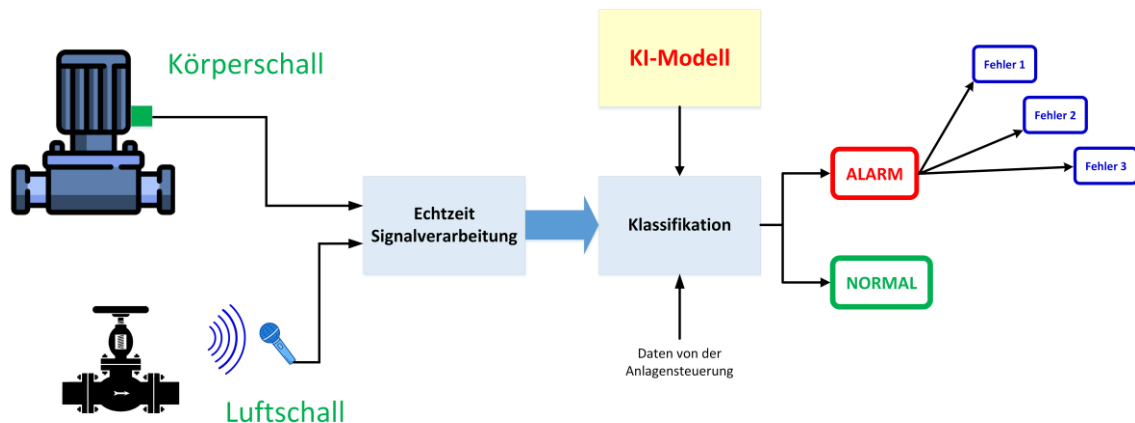 Körperschall
KI-Modell
Fehler 1
Fehler 2
Fehler 3
ALARM
Echtzeit
Signalverarbeitung
Klassifikation
NORMAL
Daten von der
Anlagensteuerung
Luftschall